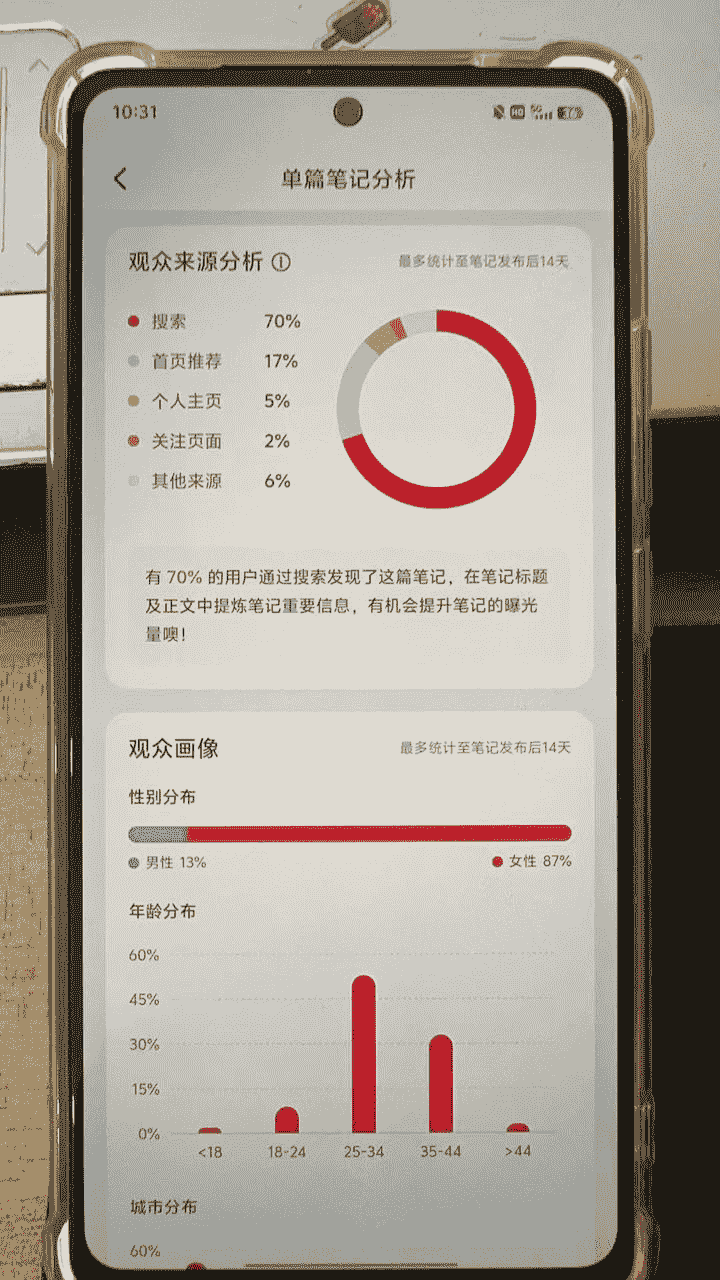 10:31
单篇笔记分析
观众来源分析
最多统计至笔记发布后14天
搜索 70%
首页推荐 17%
个人主页 5%
关注页面 2%
其他来源 6%
有 70% 的用户通过搜索发现了这篇笔记，在笔记标题
及正文中提炼笔记重要信息，有机会提升笔记的曝光
量噢！
观众画像
最多统计至笔记发布后14天
性别分布
男性 13%
女性 87%
年龄分布
60%
45%
30%
15%
0%
<18 18-24 25-34 35-44 >44
城市分布
60%